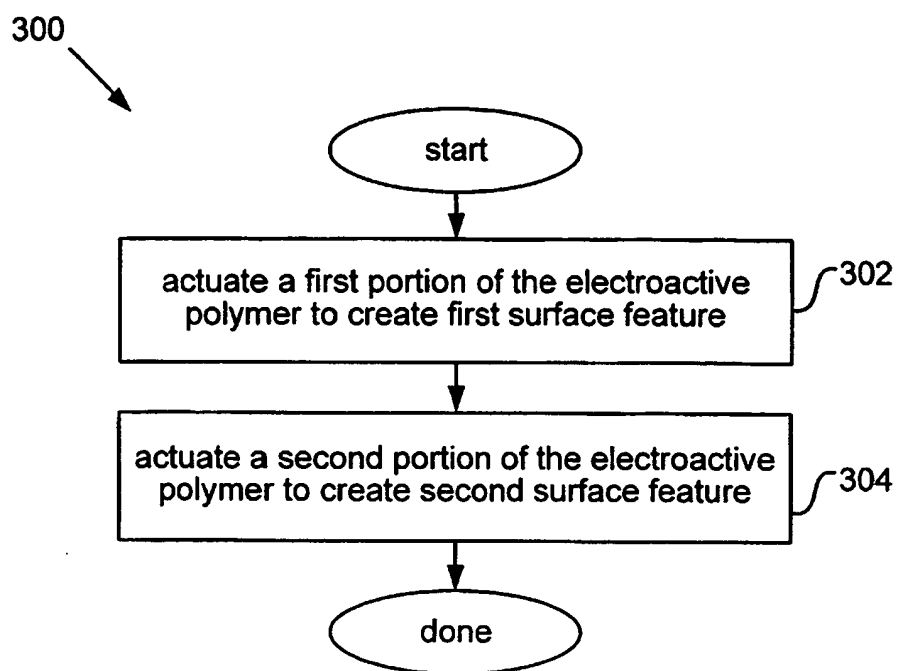 300
start
actuate a first portion of the electroactive
polymer to create first surface feature
302
actuate a second portion of the electroactive
polymer to create second surface feature
304
done